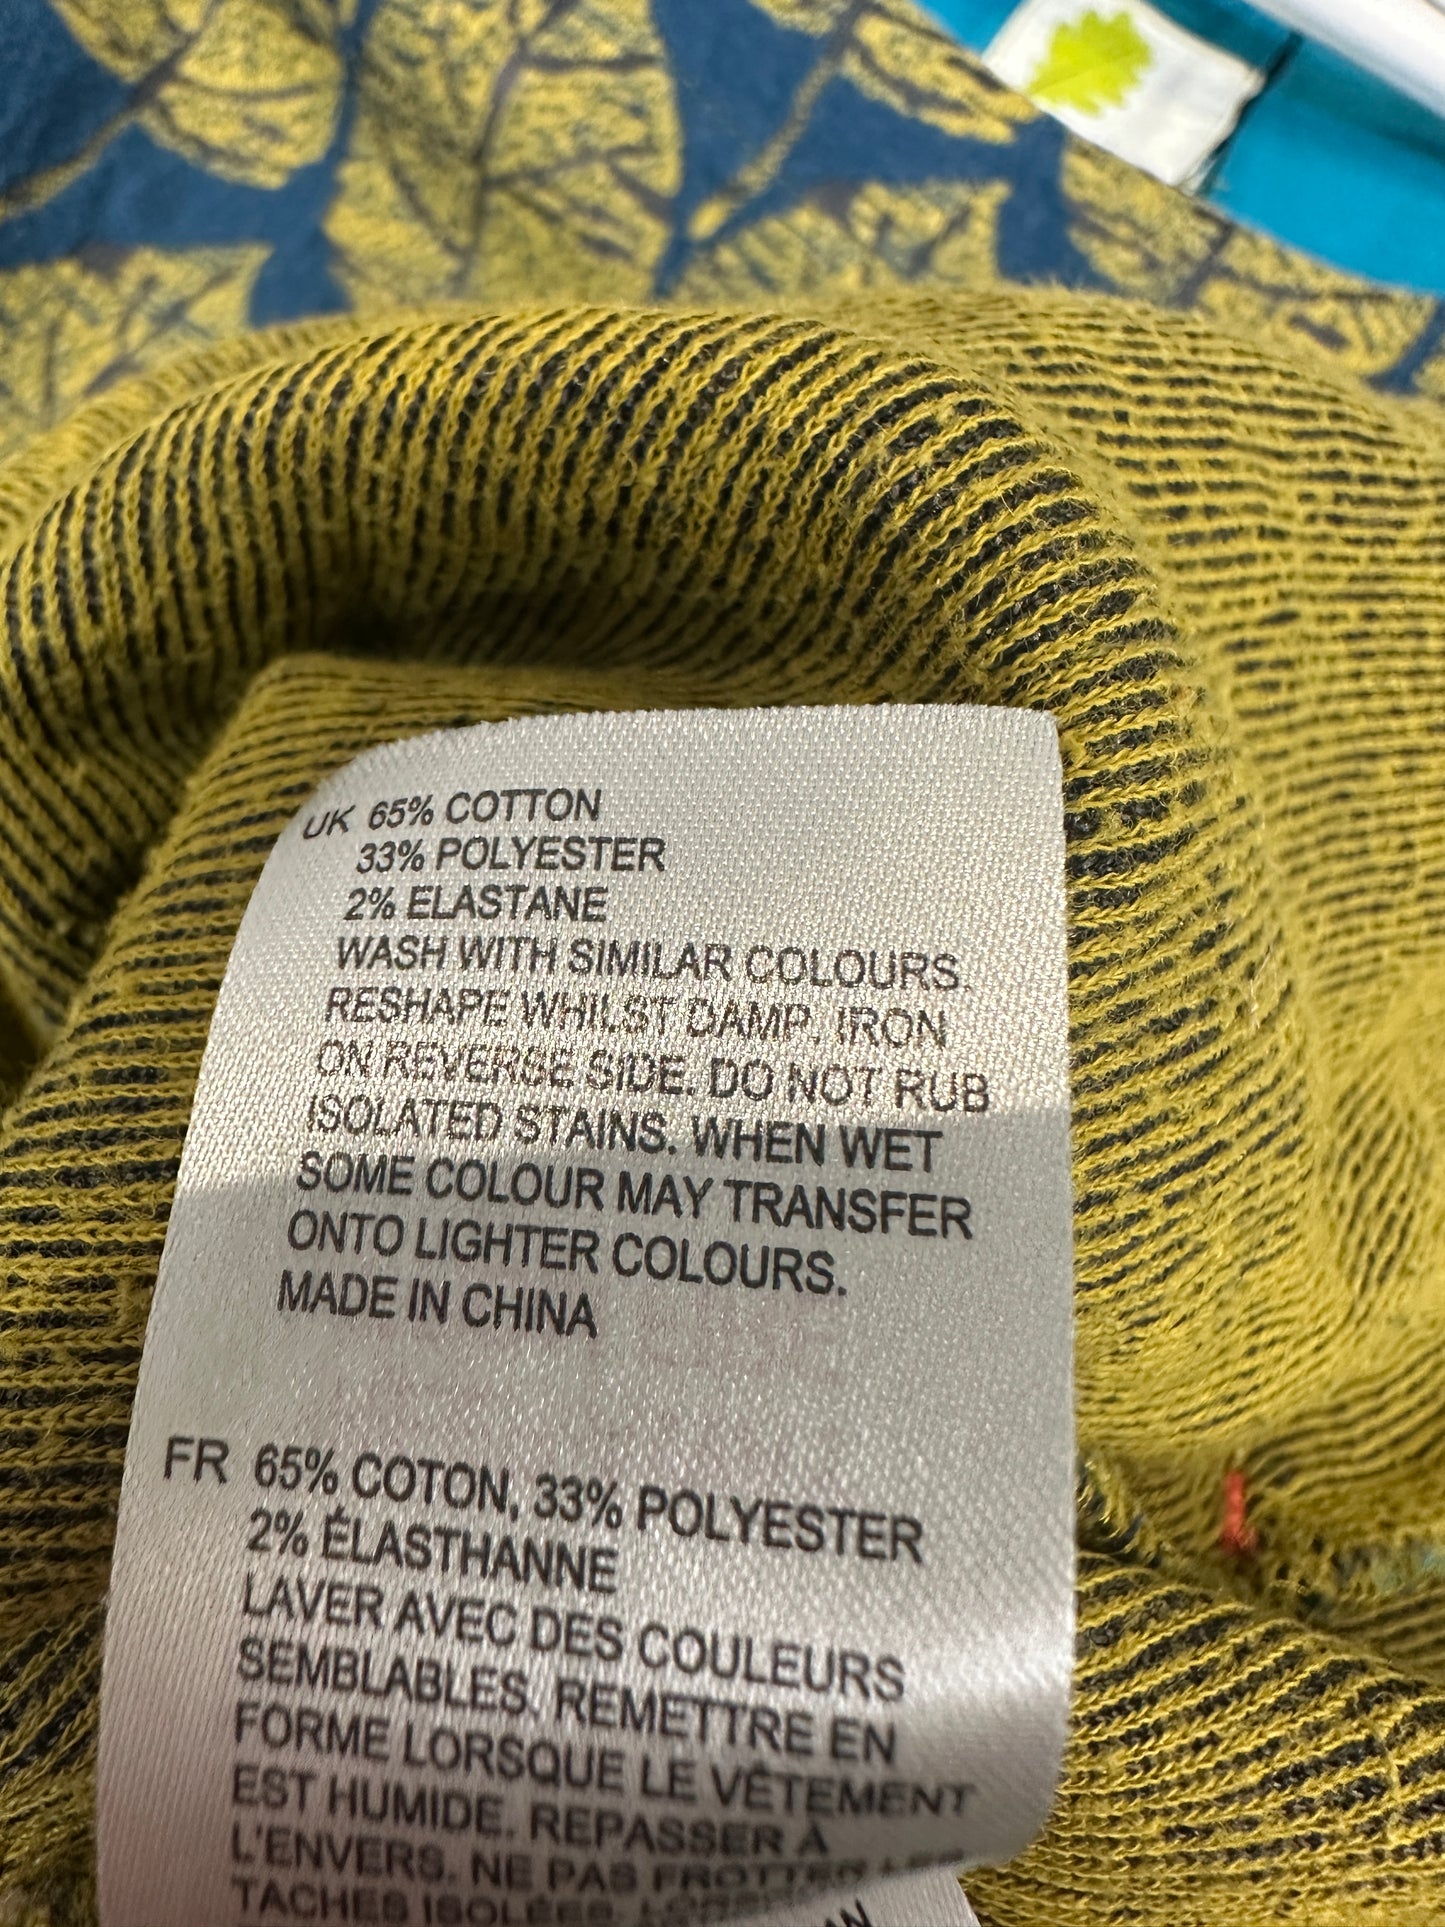 UK 65% COTTON
33% POLYESTER
2% ELASTANE
WASH WITH SIMILAR COLOURS.
RESHAPE WHILST DAMP. IRON
ON REVERSE SIDE. DO NOT RUB
ISOLATED STAINS. WHEN WET
SOME COLOUR MAY TRANSFER
ONTO LIGHTER COLOURS.
MADE IN CHINA
FR 65% COTON, 33% POLYESTER
2% ÉLASTHANNE
LAVER AVEC DES COULEURS
SEMBLABLES, REMETTRE EN
FORME LORSQUE LE VÊTEMENT
EST HUMIDE. REPASSER À
L'ENVERS. NE PAS FROTTER LES
TACHES ISOLÉES.